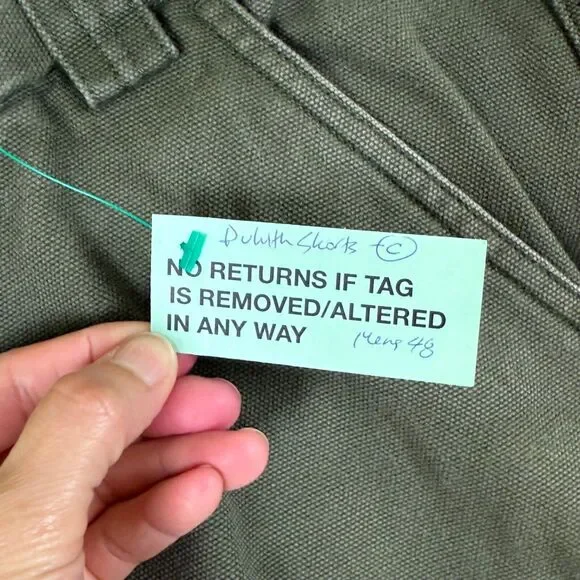 Duluth Shorts - ©
NO RETURNS IF TAG
IS REMOVED/ALTERED
IN ANY WAY
Mens 48